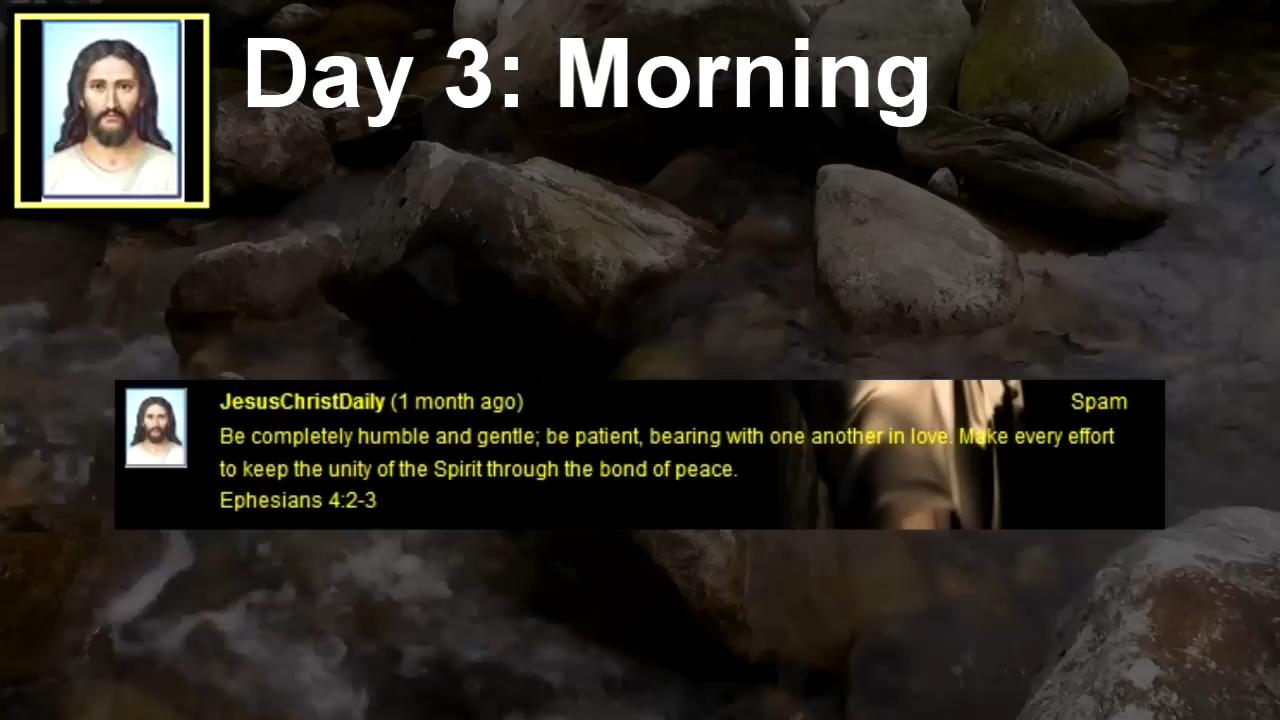 Day 3: Morning
JesusChristDaily (1 month ago) Spam
Be completely humble and gentle; be patient, bearing with one another in love. Make every effort
to keep the unity of the Spirit through the bond of peace.
Ephesians 4:2-3